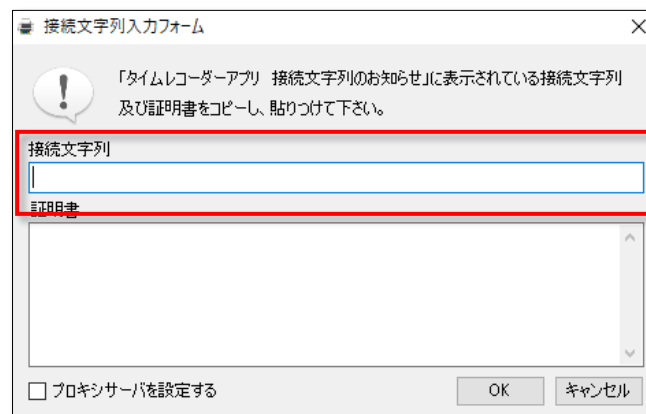 接続文字列入力フォーム
「タイムレコーダーアプリ 接続文字列のお知らせ」に表示されている接続文字列
及び証明書をコピーし、貼りつけて下さい。
接続文字列
証明書
プロキシサーバを設定する
OK
キャンセル